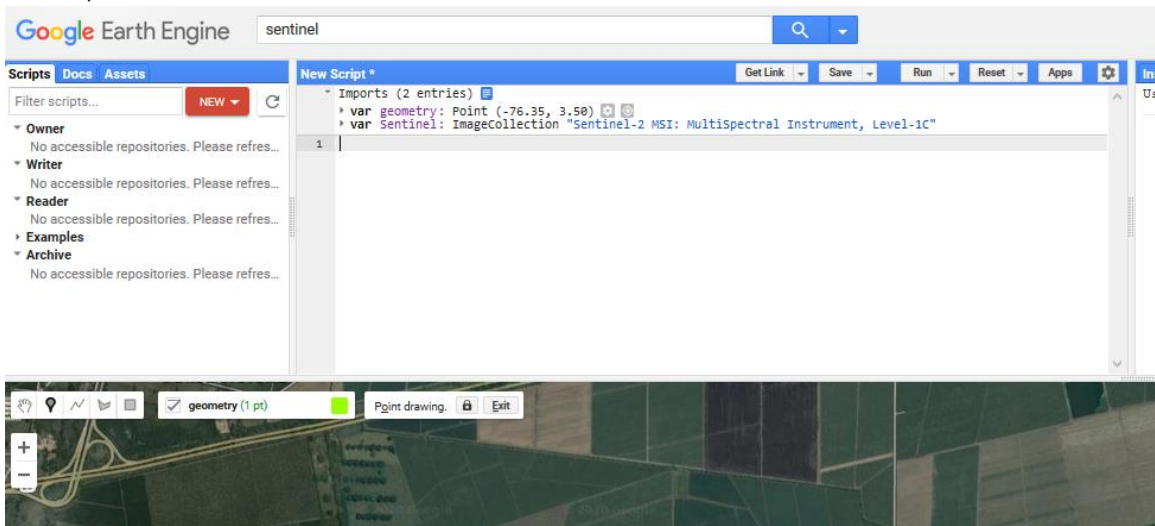 Google Earth Engine
sentinel
Scripts Docs Assets
New Script *
Get Link Save Run Reset Apps
Filter scripts...
NEW
Owner
No accessible repositories. Please refres...
Writer
No accessible repositories. Please refres...
Reader
No accessible repositories. Please refres...
Examples
Archive
No accessible repositories. Please refres...
Imports (2 entries)
var geometry: Point (-76.35, 3.50)
var Sentinel: ImageCollection "Sentinel-2 MSI: MultiSpectral Instrument, Level-1C"
1
geometry (1 pt)
Point drawing.
Exit